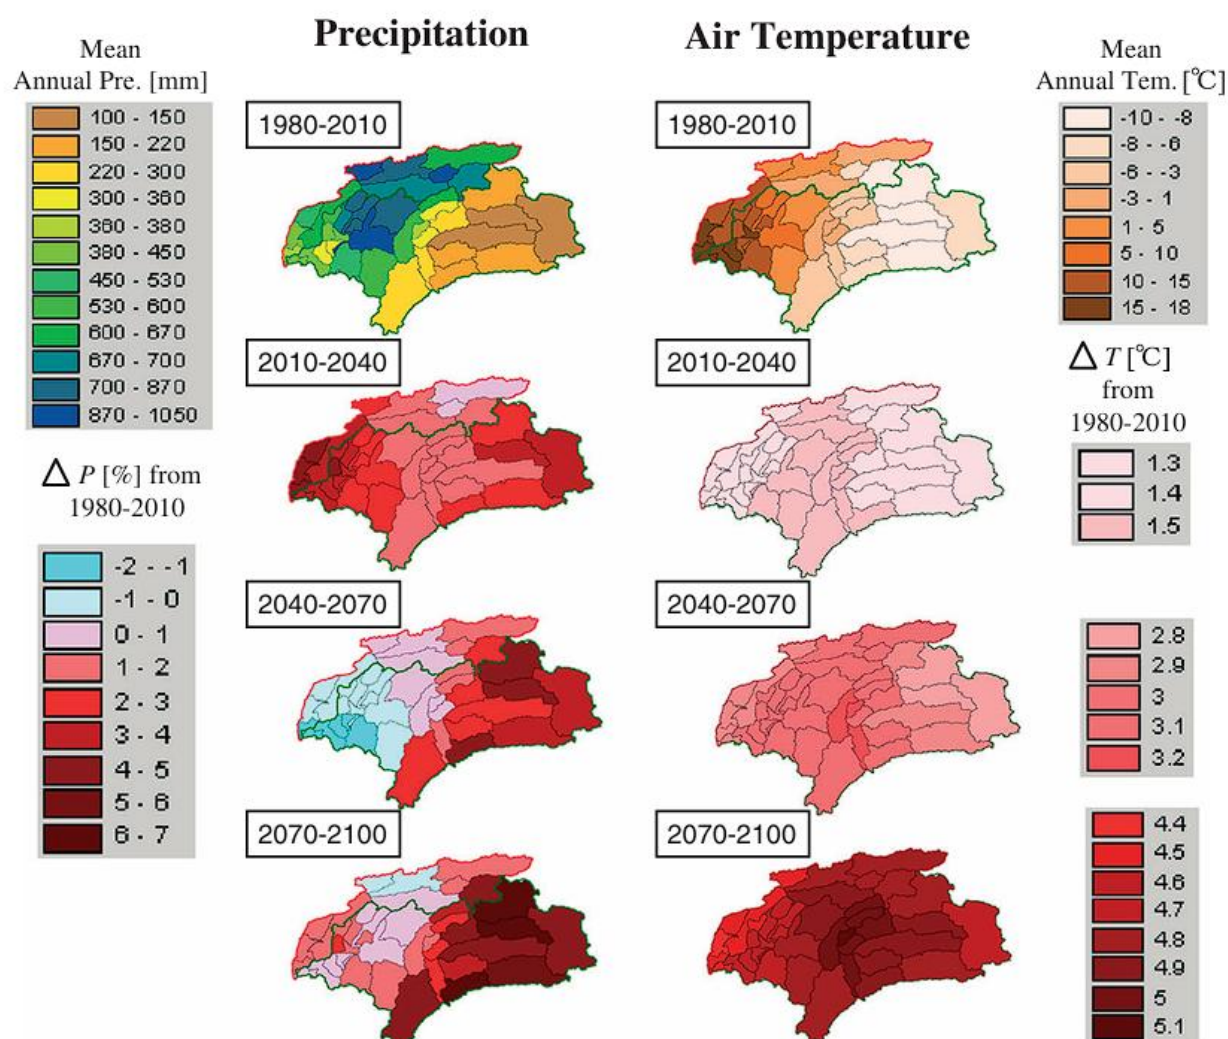 Precipitation
Air Temperature
Mean
Annual Pre. [mm]
100 - 150
150 - 220
220 - 300
300 - 360
360 - 380
380 - 450
450 - 530
530 - 600
600 - 670
670 - 700
700 - 870
870 - 1050
△ P [%] from
1980-2010
-2 - -1
-1 - 0
0 - 1
1 - 2
2 - 3
3 - 4
4 - 5
5 - 6
6 - 7
1980-2010
2010-2040
2040-2070
2070-2100
1980-2010
2010-2040
2040-2070
2070-2100
Mean
Annual Tem. [℃]
-10 - -8
-8 - -6
-6 - -3
-3 - 1
1 - 5
5 - 10
10 - 15
15 - 18
△ T [℃]
from
1980-2010
1.3
1.4
1.5
2.8
2.9
3
3.1
3.2
4.4
4.5
4.6
4.7
4.8
4.9
5
5.1